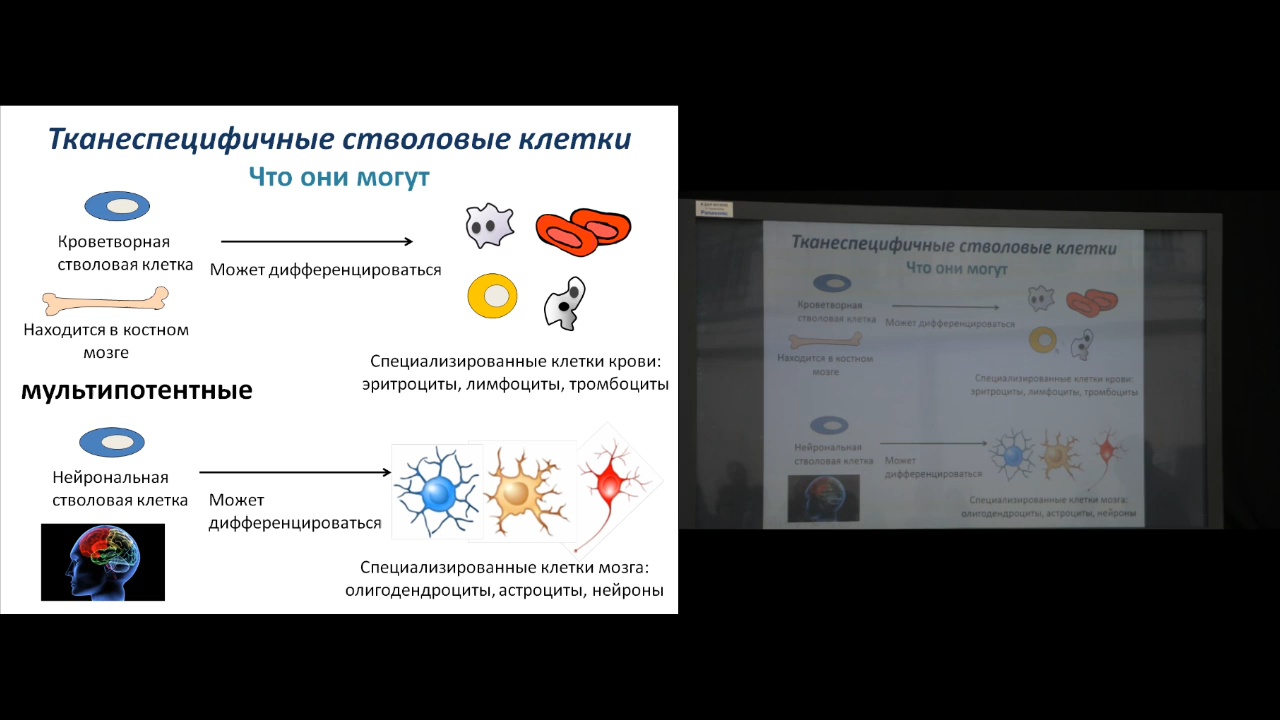 Тканеспецифичные стволовые клетки
Что они могут
Кроветворная
стволовая клетка
Может дифференцироваться
Находится в костном
мозге
Специализированные клетки крови:
эритроциты, лимфоциты, тромбоциты
мультипотентные
Нейрональная
стволовая клетка
Может
дифференцироваться
Специализированные клетки мозга:
олигодендроциты, астроциты, нейроны
Panasonic
Тканеспецифичные стволовые клетки
Что они могут
Кроветворная
стволовая клетка
Может дифференцироваться
Находится в костном
мозге
Специализированные клетки крови:
эритроциты, лимфоциты, тромбоциты
Нейрональная
стволовая клетка
Может
дифференцироваться
Специализированные клетки мозга:
олигодендроциты, астроциты, нейроны